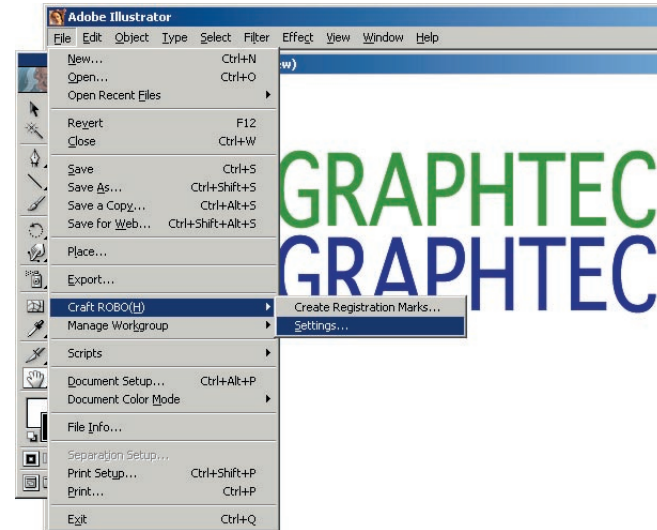 Adobe Illustrator
File Edit Object Type Select Filter Effect View Window Help
New... Ctrl+N
Open... Ctrl+O
Open Recent Files
Revert F12
Close Ctrl+W
Save Ctrl+S
Save As... Ctrl+Shift+S
Save a Copy... Ctrl+Alt+S
Save for Web... Ctrl+Shift+Alt+S
Place...
Export...
Craft ROBO(H)
Manage Workgroup
Scripts
Document Setup... Ctrl+Alt+P
Document Color Mode
File Info...
Separation Setup...
Print Setup... Ctrl+Shift+P
Print... Ctrl+P
Exit Ctrl+Q
Create Registration Marks...
Settings...
GRAPHTEC
GRAPHTEC